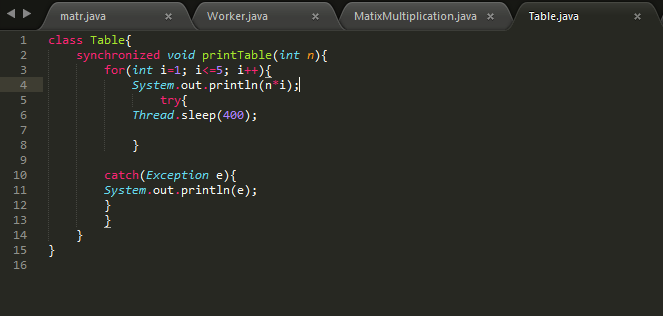 matr.java × Worker.java × MatixMultiplication.java × Table.java ×
1 class Table{
2 synchronized void printTable(int n){
3 for(int i=1; i<=5; i++){
4 System.out.println(n*i);
5 try{
6 Thread.sleep(400);
7
8 }
9
10 catch(Exception e){
11 System.out.println(e);
12 }
13 }
14 }
15 }
16